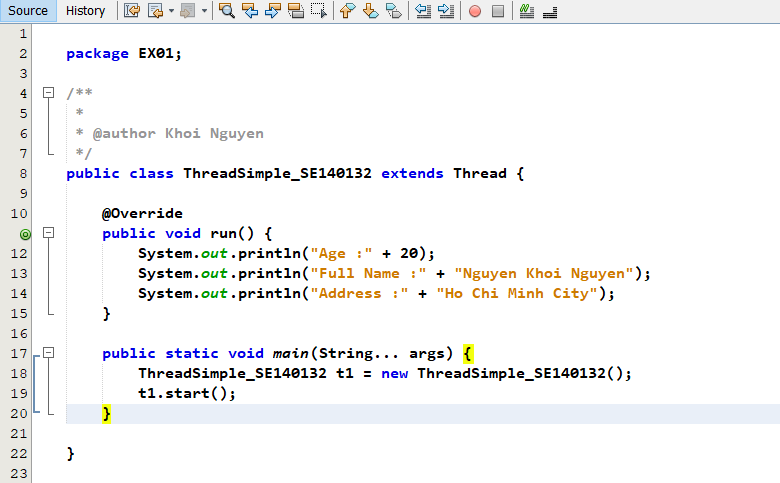 Source History
1
2 package EX01;
3
4 /**
5 *
6 * @author Khoi Nguyen
7 */
8 public class ThreadSimple_SE140132 extends Thread {
9
10 @Override
public void run() {
12 System.out.println("Age :" + 20);
13 System.out.println("Full Name :" + "Nguyen Khoi Nguyen");
14 System.out.println("Address :" + "Ho Chi Minh City");
15 }
16
17 public static void main(String... args) {
18 ThreadSimple_SE140132 t1 = new ThreadSimple_SE140132();
19 t1.start();
20 }
21
22 }
23